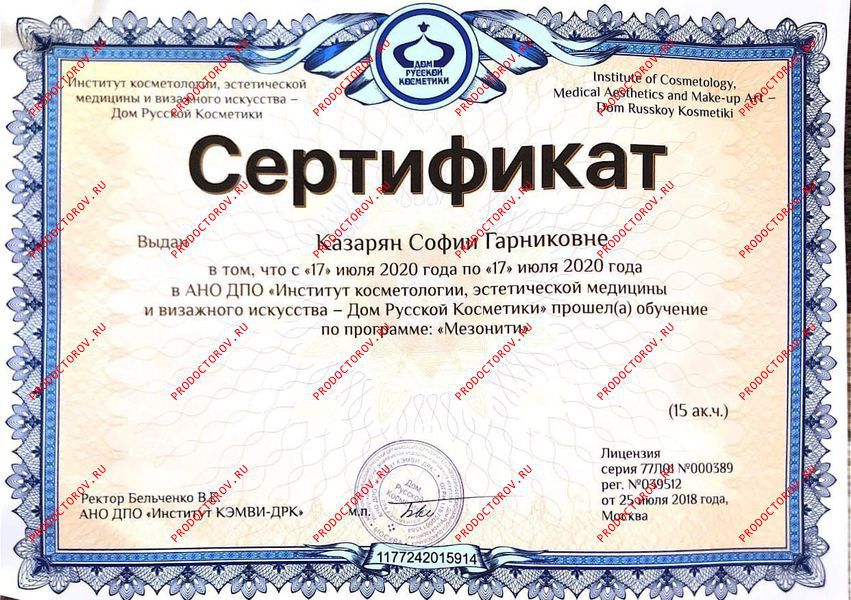 ДОМ
РУССКОЙ
КОСМЕТИКИ
Институт косметологии, эстетической
медицины и визажного искусства –
Дом Русской Косметики
Institute of Cosmetology,
Medical Aesthetics and Make-up Art –
Dom Russkoy Kosmetiki
Сертификат
Выдан Казарян Софии Гарниковне
в том, что с «17» июля 2020 года по «17» июля 2020 года
в АНО ДПО «Институт косметологии, эстетической медицины
и визажного искусства – Дом Русской Косметики» прошел(а) обучение
по программе: «Мезонити»
(15 ак.ч.)
Лицензия
серия 77Л01 №000389
рег. №039512
от 25 июля 2018 года,
Москва
Ректор Бельченко В.В.
АНО ДПО «Институт КЭМВИ-ДРК»
м.п.
Дом
Русской
Косметики
1177242015914
PRODOCTOROV.RU